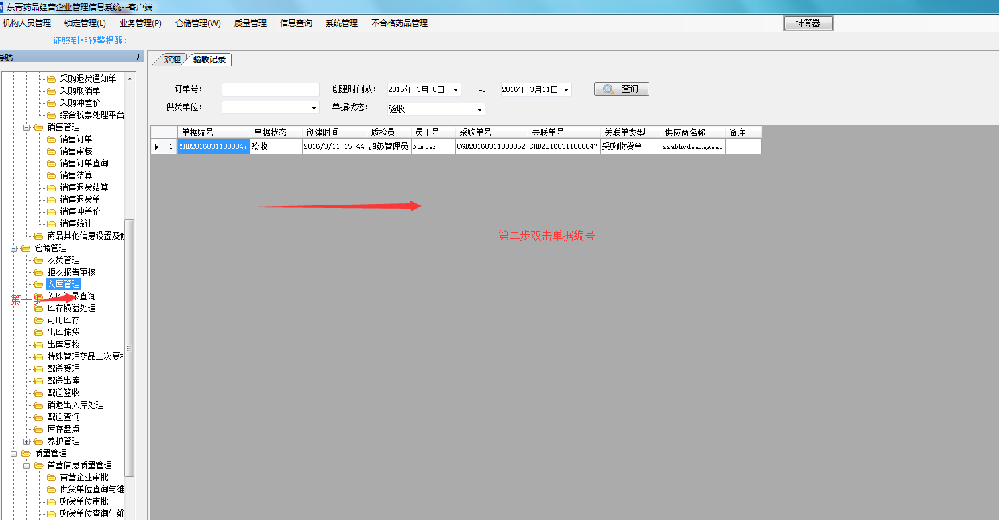 东青药品经营企业管理信息系统--客户端
机构人员管理 锁定管理(L) 业务管理(P) 仓储管理(W) 质量管理 信息查询 系统管理 不合格药品管理 计算器
证照到期预警提醒：
导航
欢迎 验收记录
订单号： 创建时间从： 2016年 3月 8日 ～ 2016年 3月11日 查询
供货单位： 单据状态： 验收
单据编号 单据状态 创建时间 质检员 员工号 采购单号 关联单号 关联单类型 供应商名称 备注
1 YHD20160311000047 验收 2016/3/11 15:44 超级管理员 Number CGD20160311000052 SHD20160311000047 采购收货单 ssabhvdsahgksab
第二步双击单据编号
采购退货通知单
采购取消单
采购冲差价
综合税票处理平台
销售管理
销售订单
销售审核
销售订单查询
销售结算
销售退货结算
销售退货单
销售冲差价
销售统计
商品其他信息设置及
仓储管理
收货管理
拒收报告审核
入库管理
入库记录查询
第一步
库存损溢处理
可用库存
出库拣货
出库复核
特殊管理药品二次复核
配送受理
配送出库
配送签收
销退出入库处理
配送查询
库存盘点
养护管理
质量管理
首营信息质量管理
首营企业审批
供货单位查询与维
购货单位审批
购货单位查询与维